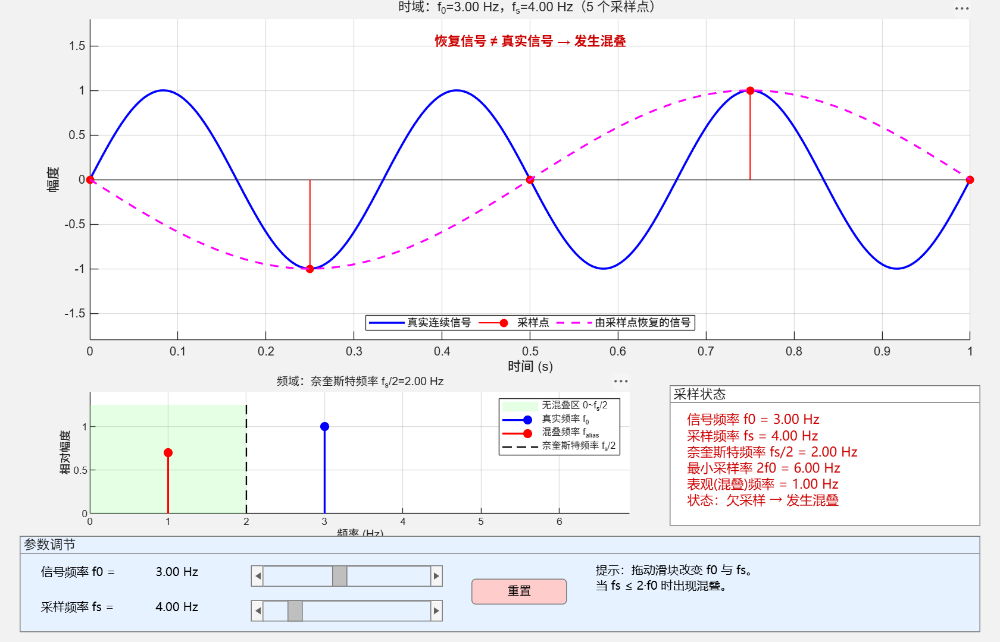 时域：f0=3.00 Hz，fs=4.00 Hz（5 个采样点）
恢复信号 ≠ 真实信号 → 发生混叠
1.5
1
0.5
0
-0.5
-1
-1.5
幅度
真实连续信号 采样点 由采样点恢复的信号
0 0.1 0.2 0.3 0.4 0.5 0.6 0.7 0.8 0.9 1
时间 (s)
频域：奈奎斯特频率 fs/2=2.00 Hz
1
0.5
0
相对幅度
无混叠区 0~fs/2
真实频率 f0
混叠频率 falias
奈奎斯特频率 fs/2
0 1 2 3 4 5 6
频率 (Hz)
采样状态
信号频率 f0 = 3.00 Hz
采样频率 fs = 4.00 Hz
奈奎斯特频率 fs/2 = 2.00 Hz
最小采样率 2f0 = 6.00 Hz
表观(混叠)频率 = 1.00 Hz
状态：欠采样 → 发生混叠
参数调节
信号频率 f0 = 3.00 Hz
采样频率 fs = 4.00 Hz
重置
提示：拖动滑块改变 f0 与 fs。
当 fs ≤ 2·f0 时出现混叠。